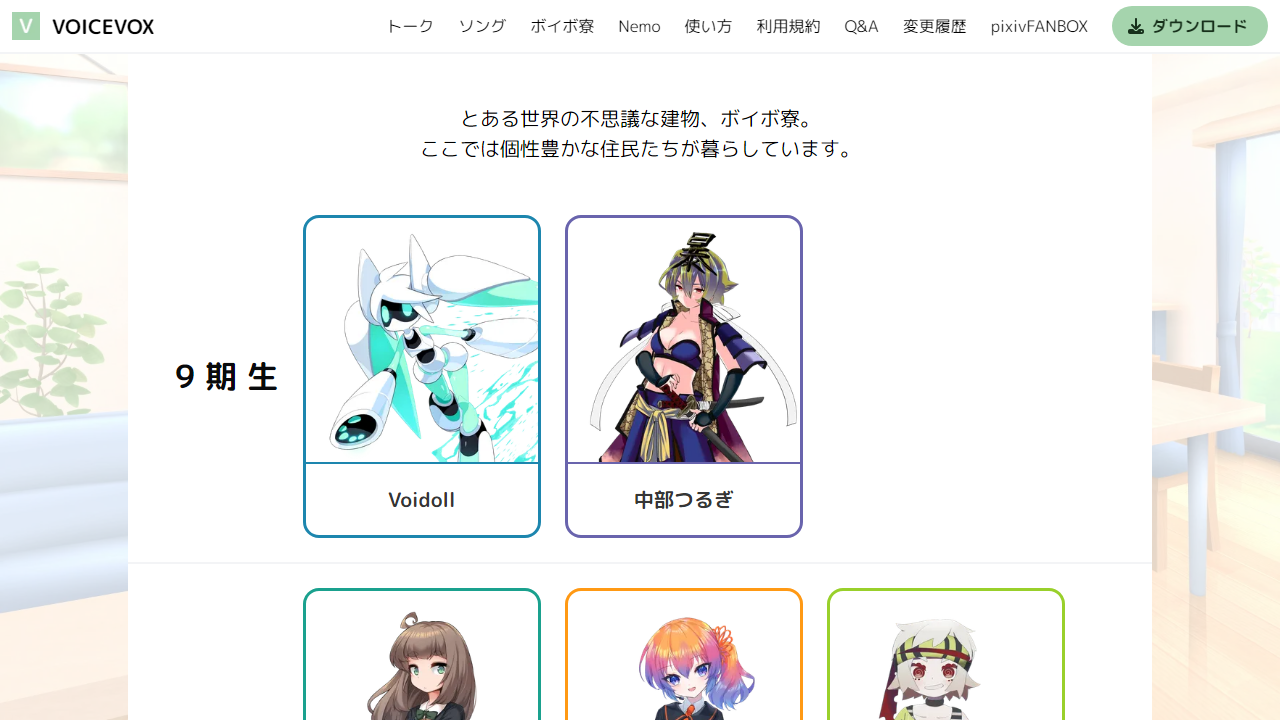 V VOICEVOX トーク ソング ボイボ寮 Nemo 使い方 利用規約 Q&A 変更履歴 pixivFANBOX ダウンロード
とある世界の不思議な建物、ボイボ寮。
ここでは個性豊かな住民たちが暮らしています。
9期生
Voidoll
中部つるぎ